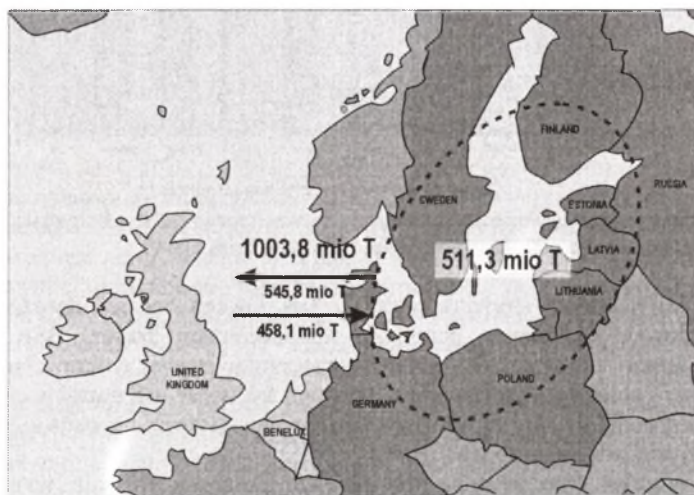 FINLAND
RUSSIA
SWEDEN
ESTONIA
1003,8 mio T
511,3 mio T
LATVIA
545,8 mio T
LITHUANIA
458,1 mio T
UNITED
KINGDOM
POLAND
GERMANY
BENELUX